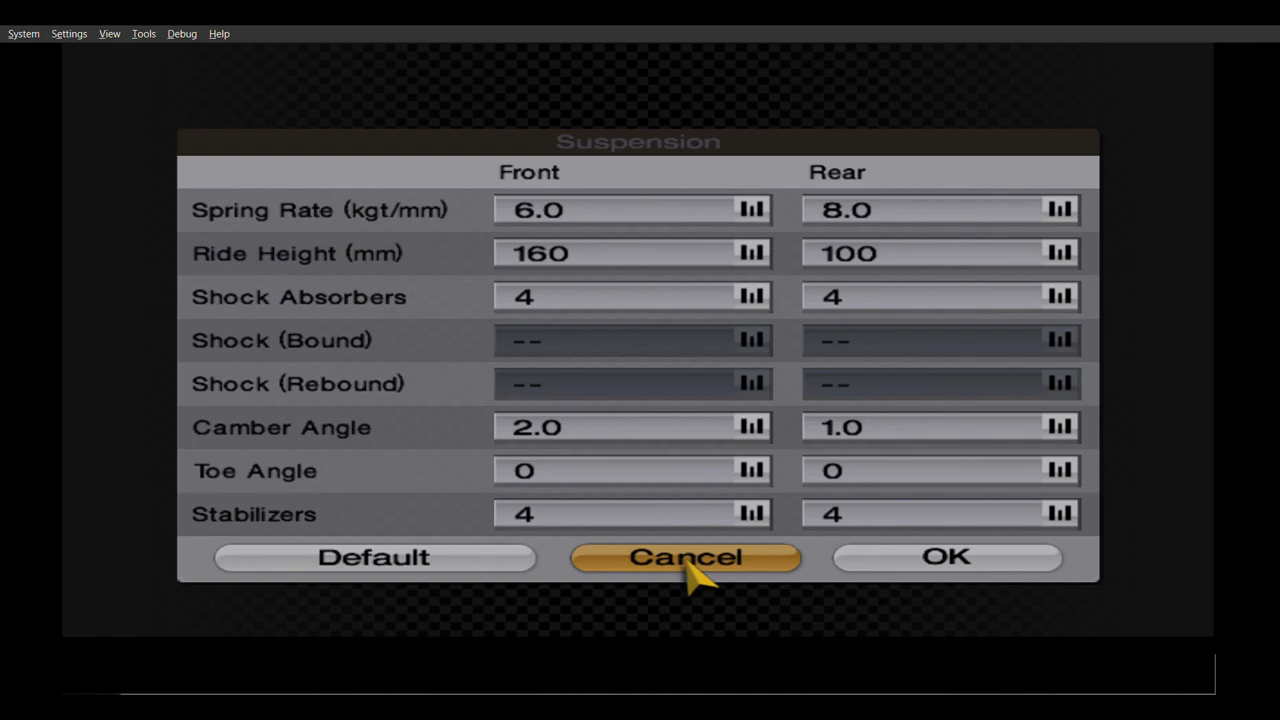 System Settings View Tools Debug Help
Suspension
Front Rear
Spring Rate (kgf/mm) 6.0 8.0
Ride Height (mm) 160 100
Shock Absorbers 4 4
Shock (Bound) -- --
Shock (Rebound) -- --
Camber Angle 2.0 1.0
Toe Angle 0 0
Stabilizers 4 4
Default Cancel OK